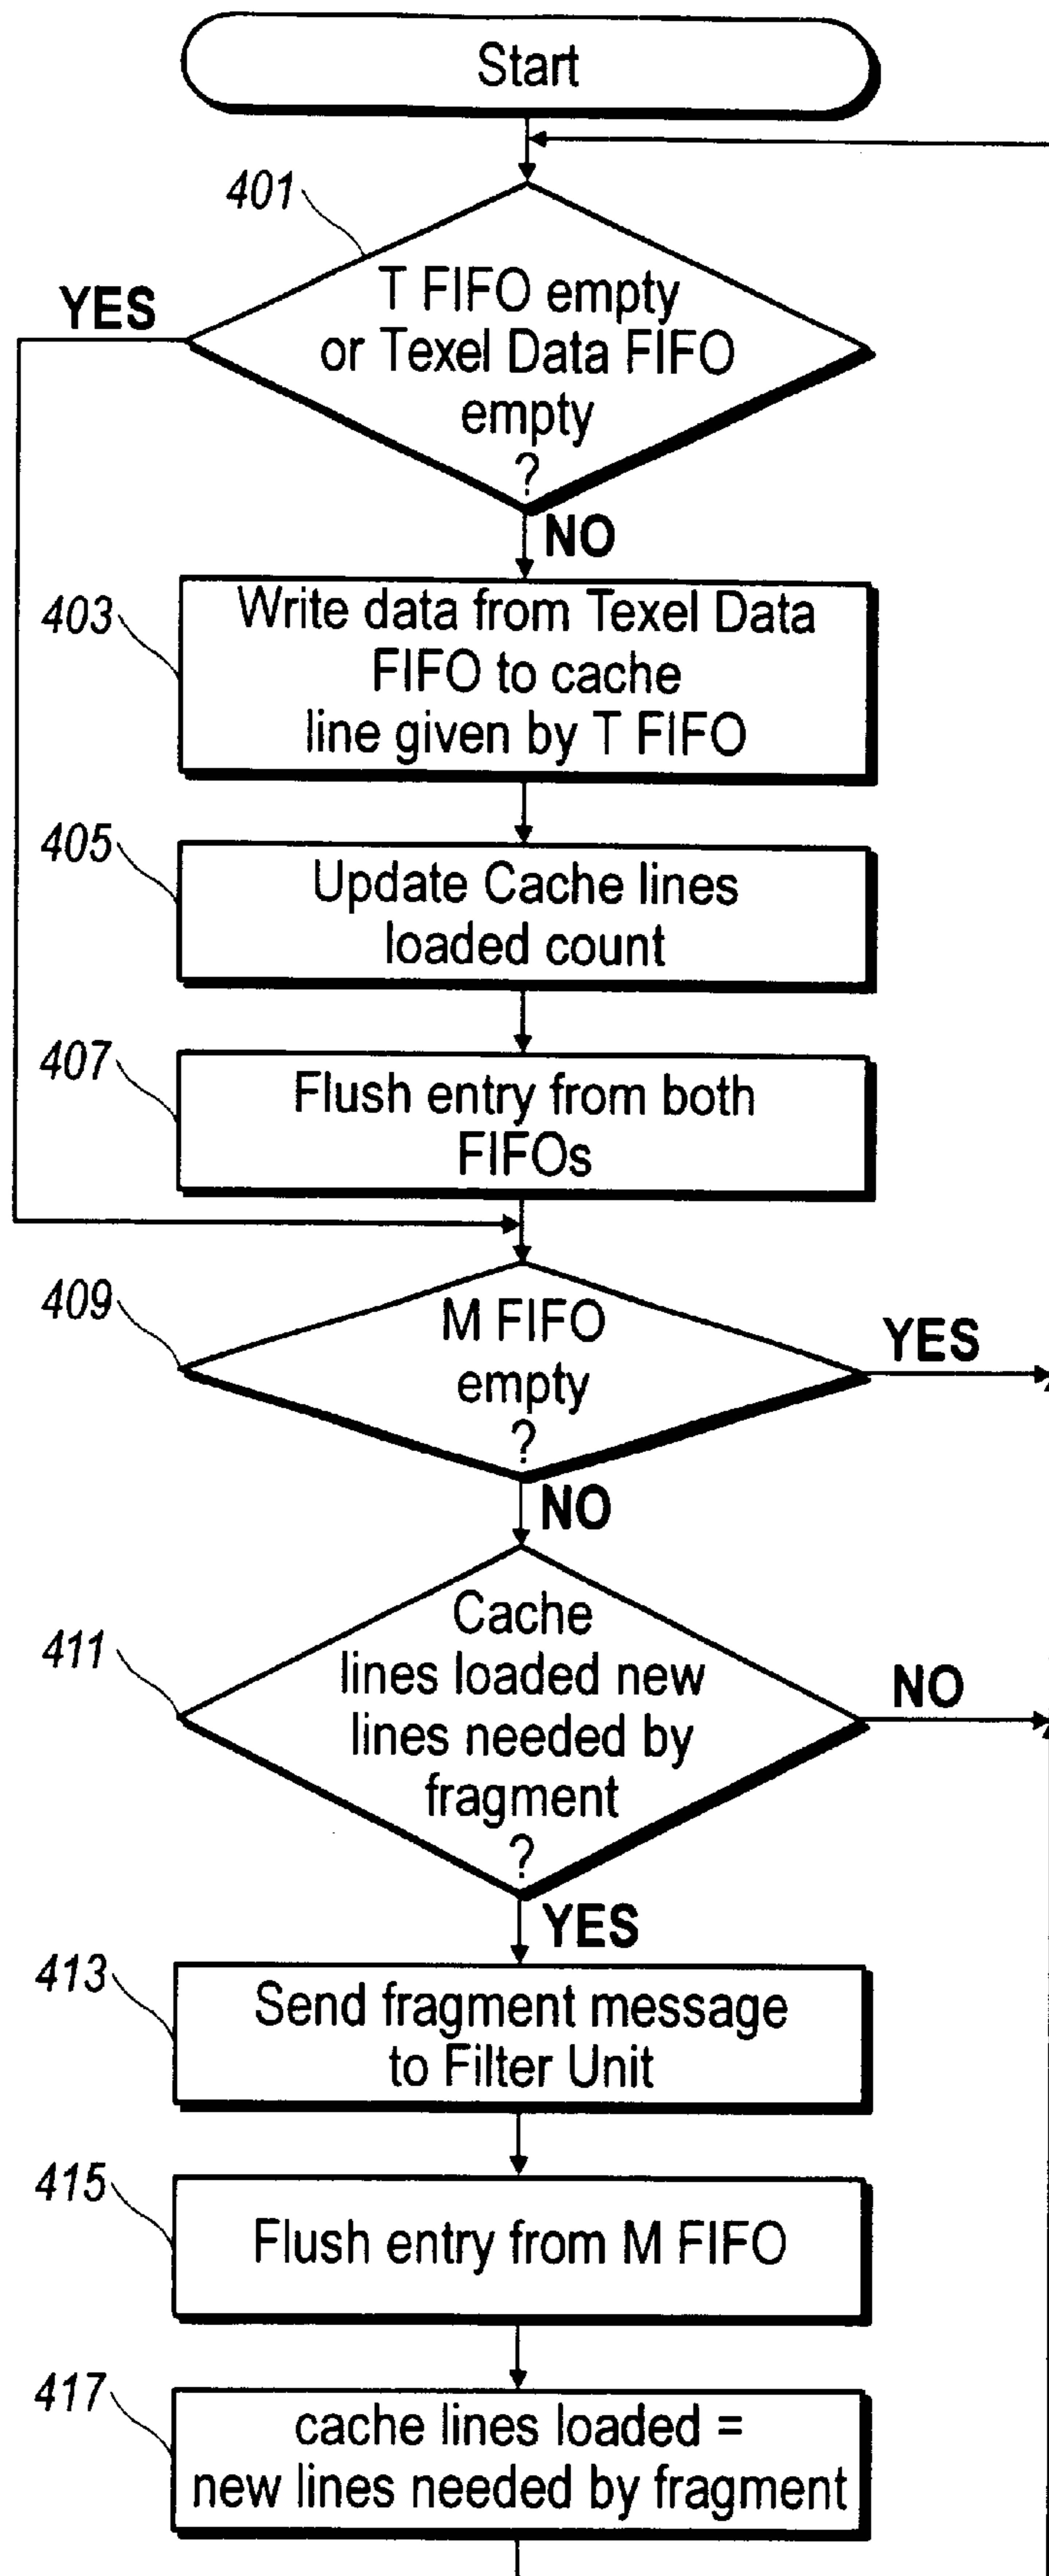 Start
401
YES
T FIFO empty
or Texel Data FIFO
empty
?
NO
403
Write data from Texel Data
FIFO to cache
line given by T FIFO
405
Update Cache lines
loaded count
407
Flush entry from both
FIFOs
409
M FIFO
empty
?
YES
NO
411
Cache
lines loaded new
lines needed by
fragment
?
NO
YES
413
Send fragment message
to Filter Unit
415
Flush entry from M FIFO
417
cache lines loaded =
new lines needed by fragment